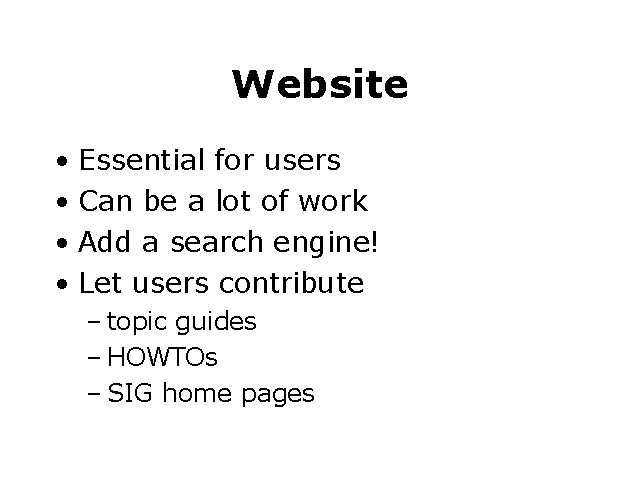 Website
• Essential for users
• Can be a lot of work
• Add a search engine!
• Let users contribute
– topic guides
– HOWTOs
– SIG home pages